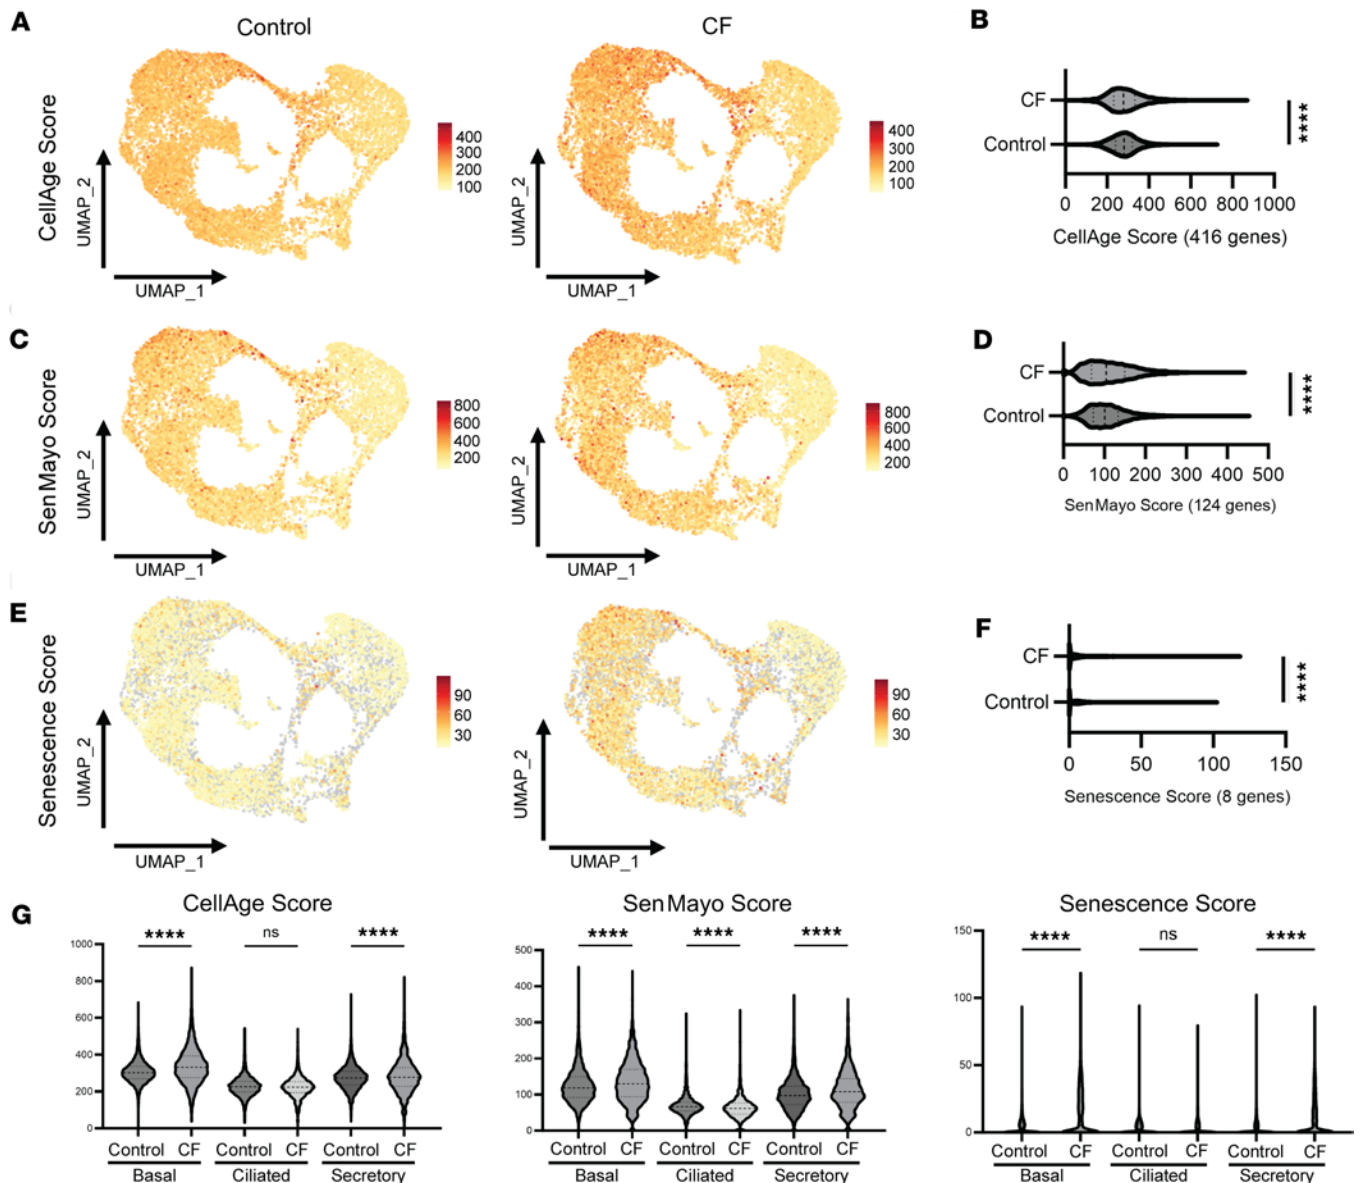 A
Control
CF
CellAge Score
UMAP_2
UMAP_1
400
300
200
100
UMAP_2
UMAP_1
400
300
200
100
B
CF
Control
****
0 200 400 600 800 1000
CellAge Score (416 genes)
C
SenMayo Score
UMAP_2
UMAP_1
800
600
400
200
UMAP_2
UMAP_1
800
600
400
200
D
CF
Control
****
0 100 200 300 400 500
SenMayo Score (124 genes)
E
Senescence Score
UMAP_2
UMAP_1
90
60
30
UMAP_2
UMAP_1
90
60
30
F
CF
Control
****
0 50 100 150
Senescence Score (8 genes)
G
CellAge Score
**** ns ****
1000
800
600
400
200
0
Control CF Control CF Control CF
Basal Ciliated Secretory
SenMayo Score
**** **** ****
500
400
300
200
100
0
Control CF Control CF Control CF
Basal Ciliated Secretory
Senescence Score
**** ns ****
150
100
50
0
Control CF Control CF Control CF
Basal Ciliated Secretory